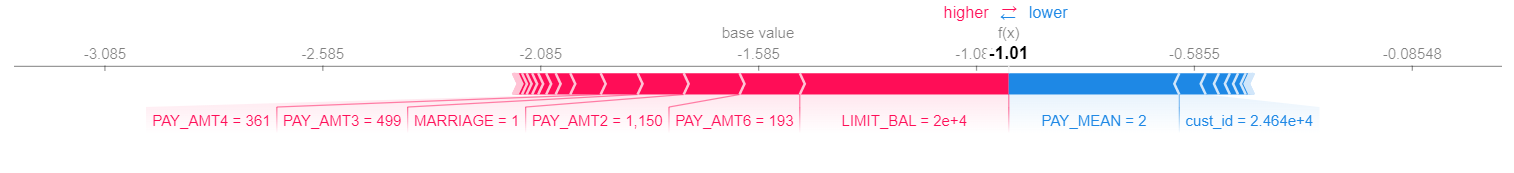 higher ⇄ lower
base value f(x)
-3.085 -2.585 -2.085 -1.585 -1.08 -1.01 -0.5855 -0.08548
PAY_AMT4 = 361 PAY_AMT3 = 499 MARRIAGE = 1 PAY_AMT2 = 1,150 PAY_AMT6 = 193 LIMIT_BAL = 2e+4 PAY_MEAN = 2 cust_id = 2.464e+4